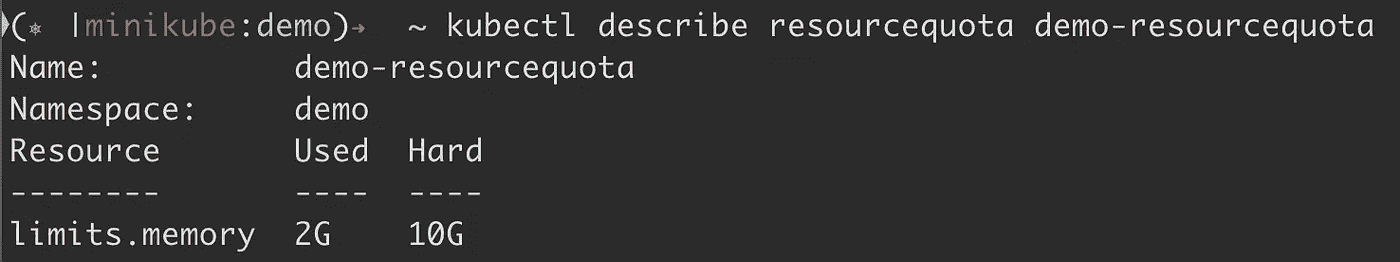 (⎈ |minikube:demo)➝  ~ kubectl describe resourcequota demo-resourcequota
Name:          demo-resourcequota
Namespace:     demo
Resource       Used  Hard
--------       ----  ----
limits.memory  2G    10G